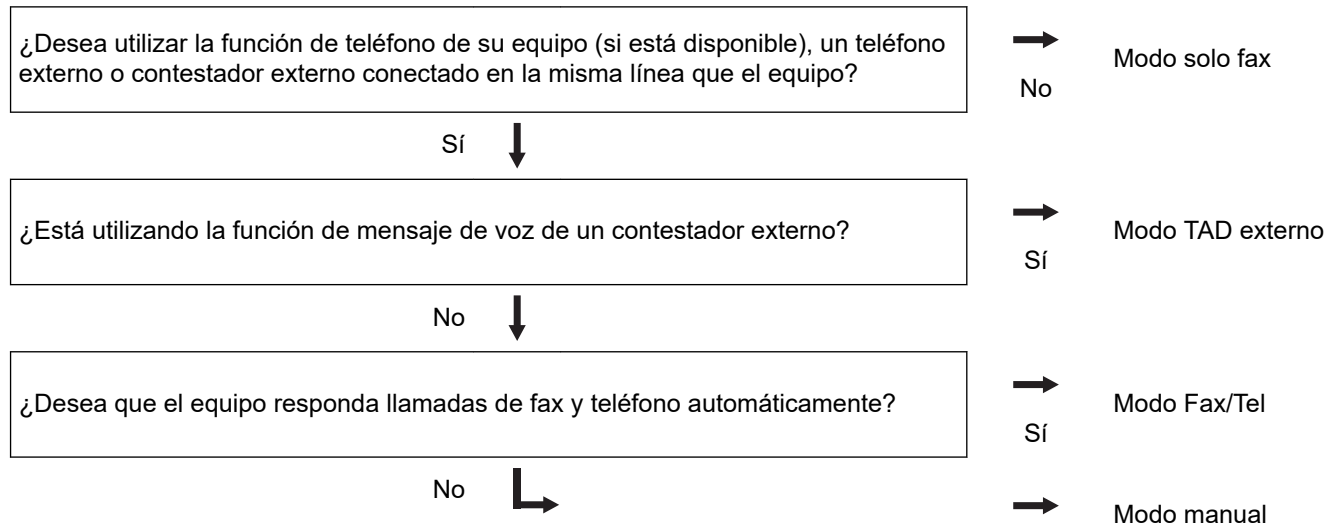 ¿Desea utilizar la función de teléfono de su equipo (si está disponible), un teléfono
externo o contestador externo conectado en la misma línea que el equipo?
No
Modo solo fax
Sí
¿Está utilizando la función de mensaje de voz de un contestador externo?
Sí
Modo TAD externo
No
¿Desea que el equipo responda llamadas de fax y teléfono automáticamente?
Sí
Modo Fax/Tel
No
Modo manual